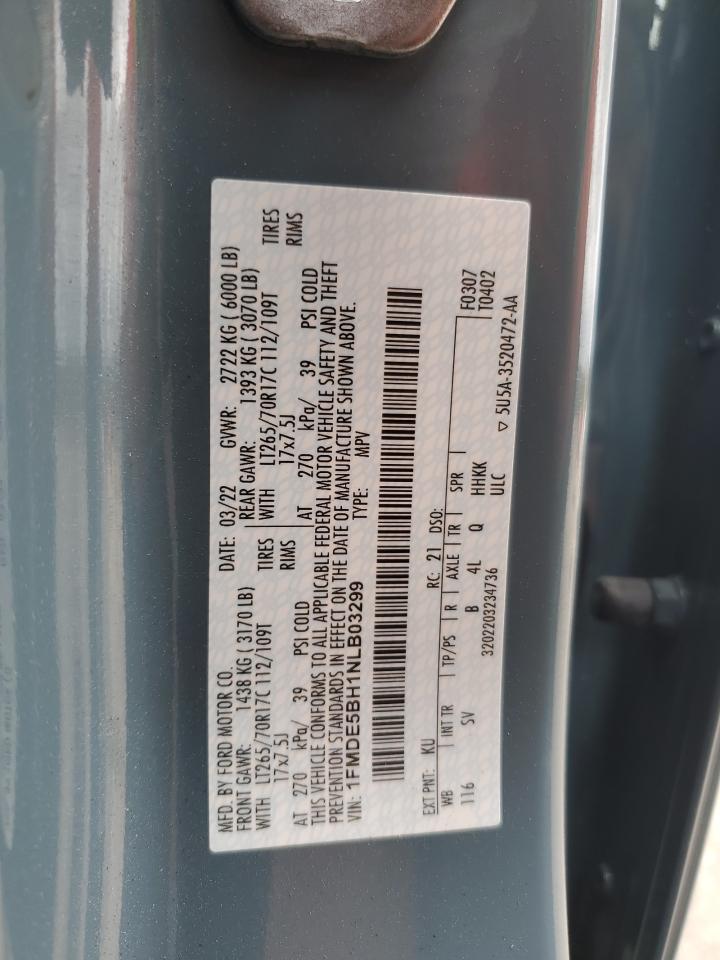 MFD. BY FORD MOTOR CO. DATE: 03/22 GVWR: 2722 KG ( 6000 LB)
FRONT GAWR: 1438 KG ( 3170 LB) REAR GAWR: 1393 KG ( 3070 LB)
WITH LT265/70R17C 112/109T TIRES WITH LT265/70R17C 112/109T TIRES
17x7.5J RIMS 17x7.5J RIMS
AT 270 kPa/ 39 PSI COLD AT 270 kPa/ 39 PSI COLD
THIS VEHICLE CONFORMS TO ALL APPLICABLE FEDERAL MOTOR VEHICLE SAFETY AND THEFT
PREVENTION STANDARDS IN EFFECT ON THE DATE OF MANUFACTURE SHOWN ABOVE.
VIN: 1FMDE5BH1NLB03299 TYPE: MPV
EXT PNT: KU RC: 21 DSO: F0307
WB INT TR TP/PS R AXLE TR SPR T0402
116 SV B 4L Q HHKK
3202203234736 ULC ▽ 5U5A-3520472-AA